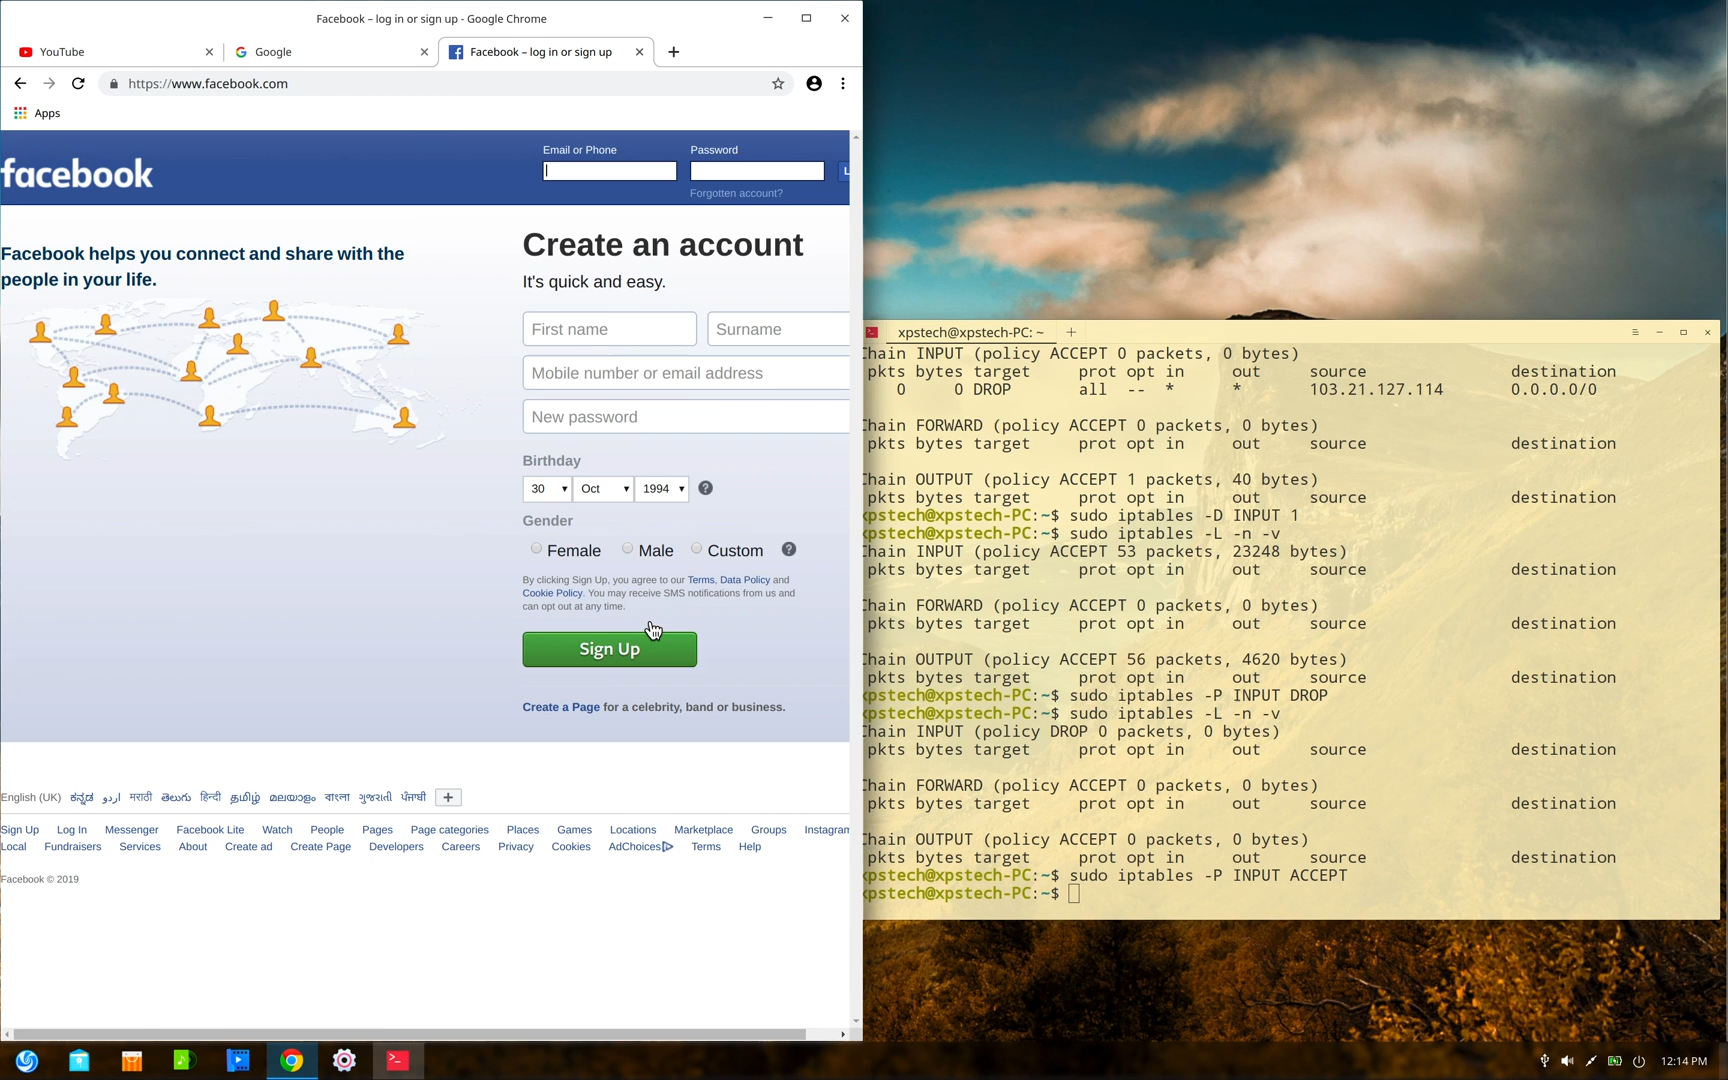 Facebook – log in or sign up - Google Chrome
YouTube
Google
Facebook – log in or sign up
https://www.facebook.com
Apps
facebook
Email or Phone
Password
Forgotten account?
Facebook helps you connect and share with the
people in your life.
Create an account
It's quick and easy.
First name
Surname
Mobile number or email address
New password
Birthday
30 Oct 1994
Gender
Female Male Custom
By clicking Sign Up, you agree to our Terms, Data Policy and
Cookie Policy. You may receive SMS notifications from us and
can opt out at any time.
Sign Up
Create a Page for a celebrity, band or business.
English (UK) ಕನ್ನಡ اردو मराठी తెలుగు हिन्दी தமிழ் മലയാളം বাংলা ગુજરાતી ਪੰਜਾਬੀ
Sign Up Log In Messenger Facebook Lite Watch People Pages Page categories Places Games Locations Marketplace Groups Instagram
Local Fundraisers Services About Create ad Create Page Developers Careers Privacy Cookies AdChoices Terms Help
Facebook © 2019
xpstech@xpstech-PC: ~
Chain INPUT (policy ACCEPT 0 packets, 0 bytes)
pkts bytes target prot opt in out source destination
0 0 DROP all -- * * 103.21.127.114 0.0.0.0/0
Chain FORWARD (policy ACCEPT 0 packets, 0 bytes)
pkts bytes target prot opt in out source destination
Chain OUTPUT (policy ACCEPT 1 packets, 40 bytes)
pkts bytes target prot opt in out source destination
xpstech@xpstech-PC:~$ sudo iptables -D INPUT 1
xpstech@xpstech-PC:~$ sudo iptables -L -n -v
Chain INPUT (policy ACCEPT 53 packets, 23248 bytes)
pkts bytes target prot opt in out source destination
Chain FORWARD (policy ACCEPT 0 packets, 0 bytes)
pkts bytes target prot opt in out source destination
Chain OUTPUT (policy ACCEPT 56 packets, 4620 bytes)
pkts bytes target prot opt in out source destination
xpstech@xpstech-PC:~$ sudo iptables -P INPUT DROP
xpstech@xpstech-PC:~$ sudo iptables -L -n -v
Chain INPUT (policy DROP 0 packets, 0 bytes)
pkts bytes target prot opt in out source destination
Chain FORWARD (policy ACCEPT 0 packets, 0 bytes)
pkts bytes target prot opt in out source destination
Chain OUTPUT (policy ACCEPT 0 packets, 0 bytes)
pkts bytes target prot opt in out source destination
xpstech@xpstech-PC:~$ sudo iptables -P INPUT ACCEPT
xpstech@xpstech-PC:~$
12:14 PM